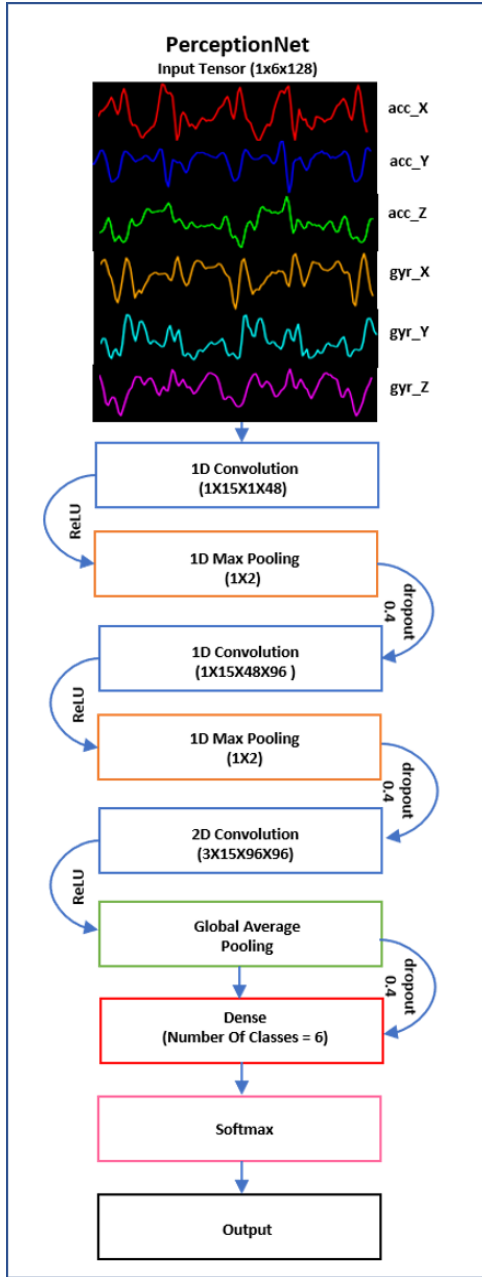 PerceptionNet
Input Tensor (1x6x128)
acc_X
acc_Y
acc_Z
gyr_X
gyr_Y
gyr_Z
1D Convolution
(1X15X1X48)
ReLU
1D Max Pooling
(1X2)
dropout
0.4
1D Convolution
(1X15X48X96 )
ReLU
1D Max Pooling
(1X2)
dropout
0.4
2D Convolution
(3X15X96X96)
ReLU
Global Average
Pooling
dropout
0.4
Dense
(Number Of Classes = 6)
Softmax
Output